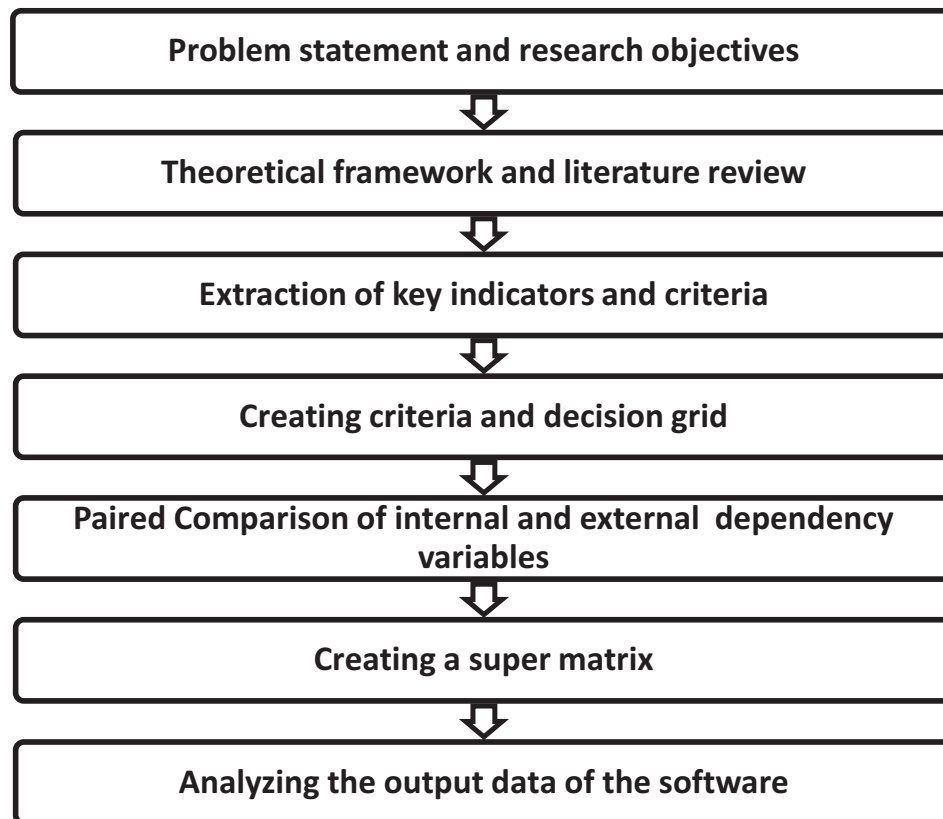 Problem statement and research objectives
Theoretical framework and literature review
Extraction of key indicators and criteria
Creating criteria and decision grid
Paired Comparison of internal and external dependency
variables
Creating a super matrix
Analyzing the output data of the software